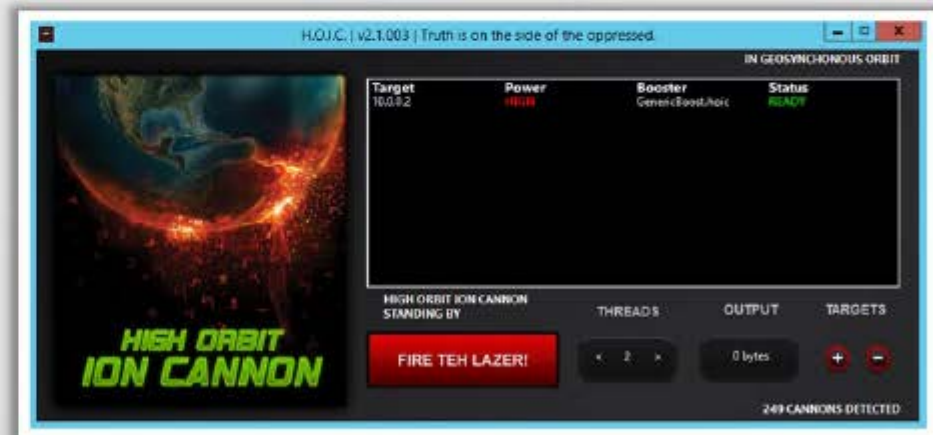 H.O.I.C. | v2.1.003 | Truth is on the side of the oppressed.
IN GEOSYNCHONOUS ORBIT
Target Power Booster Status
10.0.0.2 HIGH GenericBoost.hoic READY
HIGH ORBIT
ION CANNON
HIGH ORBIT ION CANNON
STANDING BY
THREADS OUTPUT TARGETS
FIRE TEH LAZER! < 2 > 0 bytes + −
249 CANNONS DETECTED